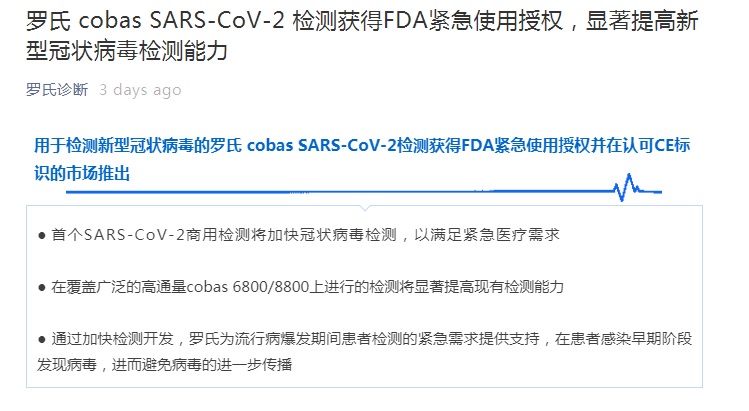 罗氏 cobas SARS-CoV-2 检测获得FDA紧急使用授权，显著提高新
型冠状病毒检测能力
罗氏诊断 3 days ago
用于检测新型冠状病毒的罗氏 cobas SARS-CoV-2检测获得FDA紧急使用授权并在认可CE标
识的市场推出
● 首个SARS-CoV-2商用检测将加快冠状病毒检测，以满足紧急医疗需求
● 在覆盖广泛的高通量cobas 6800/8800上进行的检测将显著提高现有检测能力
● 通过加快检测开发，罗氏为流行病爆发期间患者检测的紧急需求提供支持，在患者感染早期阶段
发现病毒，进而避免病毒的进一步传播